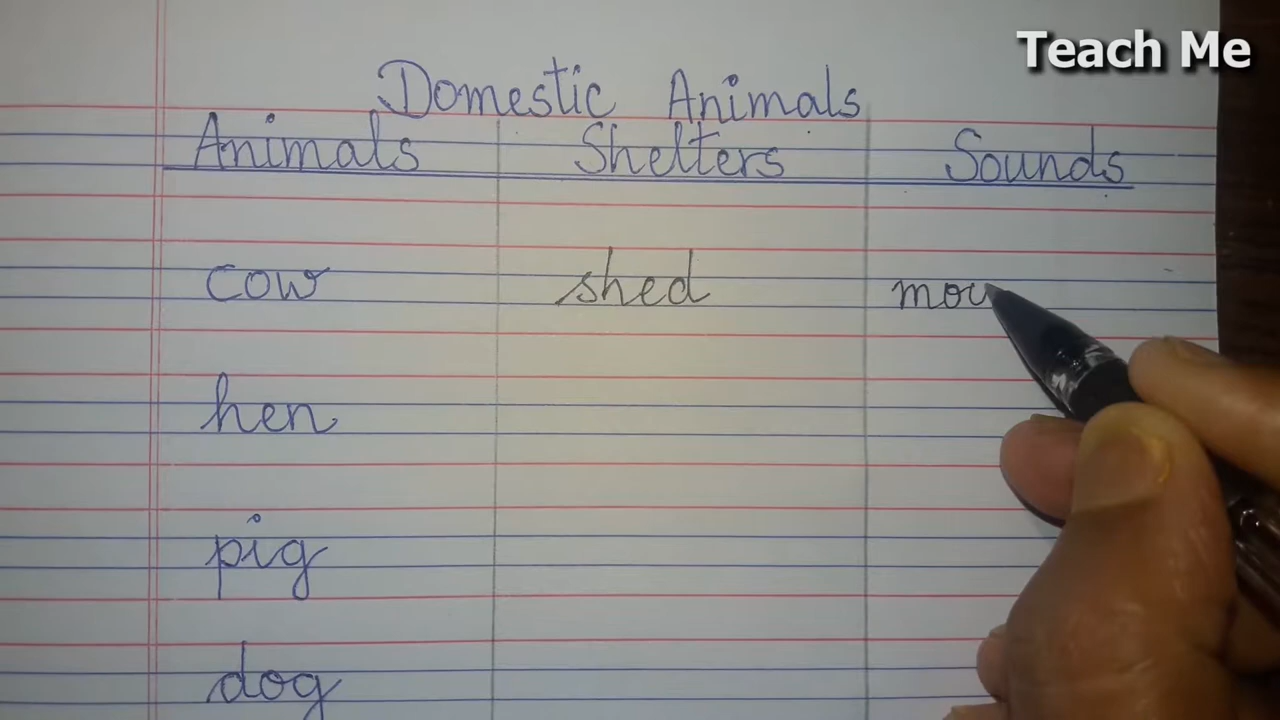 Teach Me
Domestic Animals
Animals Shelters Sounds
cow shed
hen
pig
dog